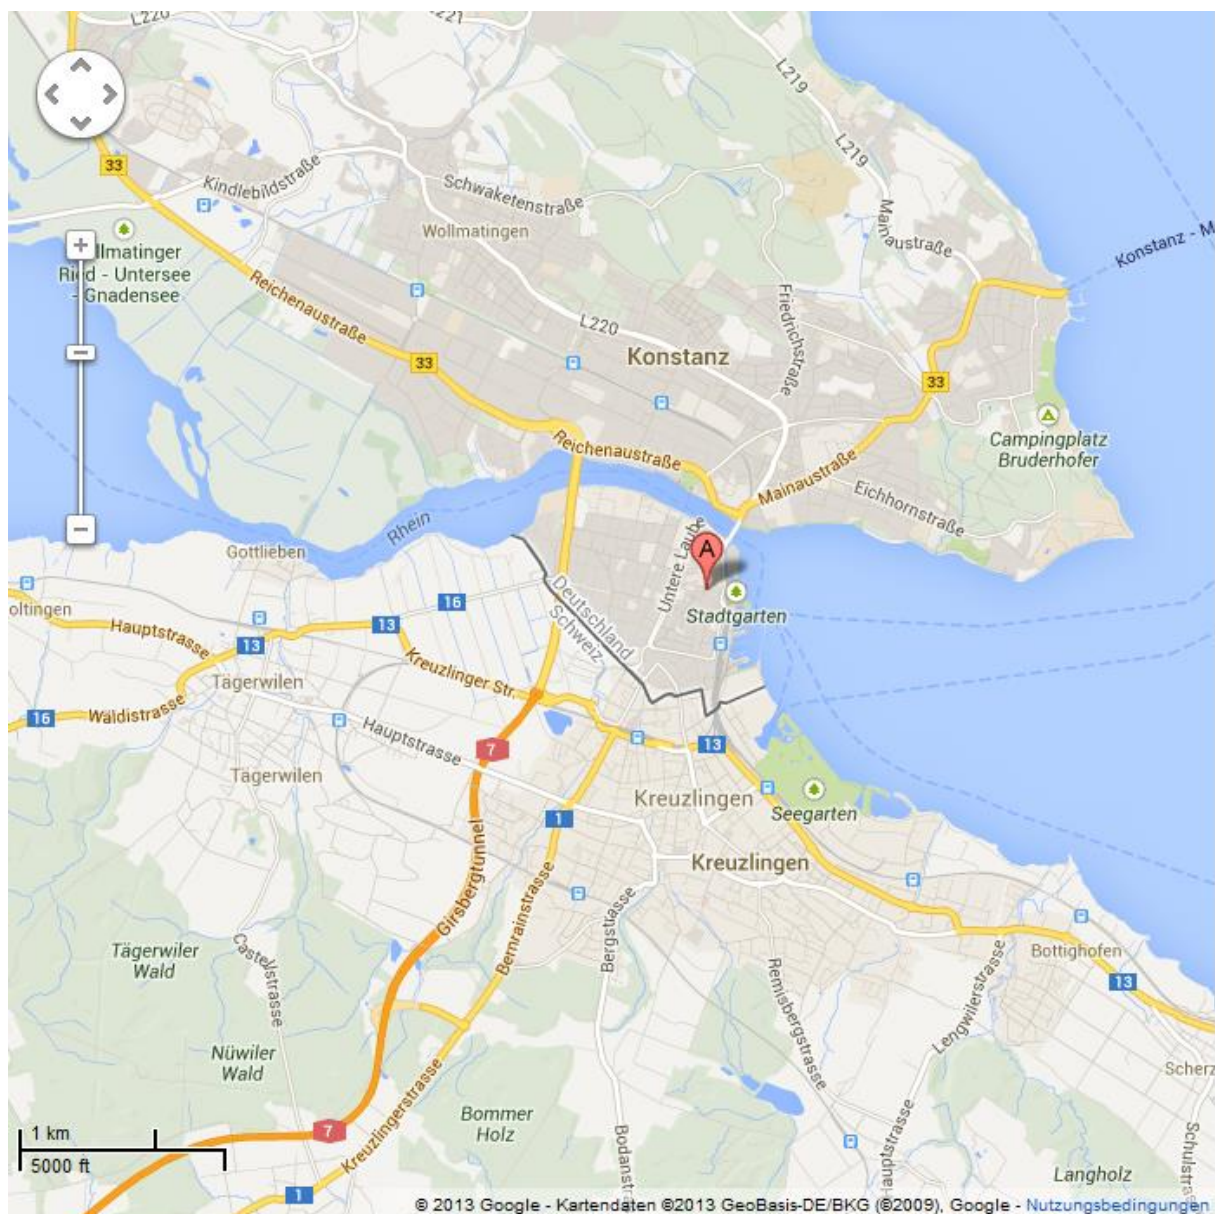 L220
L221
L219
L219
33
Kindlebildstraße
Schwaketenstraße
Mainaustraße
Wollmatingen
Konstanz - M
+
llmatinger
Ried - Untersee
- Gnadensee
Reichenaustraße
Friedrichstraße
L220
Konstanz
33
33
Campingplatz
Bruderhofer
Reichenaustraße
Mainaustraße
Eichhornstraße
Rhein
Untere Laube
A
Gottlieben
oltingen
Hauptstrasse
16
13
13
Deutschland
Schweiz
Stadtgarten
Kreuzlinger Str.
Tägerwilen
Waldistrasse
16
Hauptstrasse
7
13
Tägerwilen
Kreuzlingen
Seegarten
1
Girsbergtunnel
Kreuzlingen
Bernrainstrasse
Bergstrasse
Tägerwiler
Wald
Castellstrasse
Remisbergstrasse
Lengwilerstrasse
Bottighofen
13
Nüwiler
Wald
Scherz
Bommer
Holz
7
Kreuzlingerstrasse
1 km
5000 ft
Bodanstra
ndstrasse
Schulstras
Langholz
1
© 2013 Google - Kartendaten ©2013 GeoBasis-DE/BKG (©2009), Google - Nutzungsbedingungen